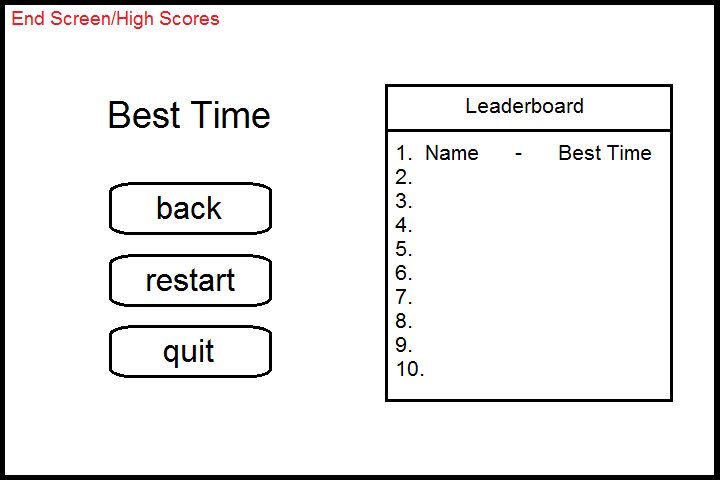 End Screen/High Scores
Best Time
back
restart
quit
Leaderboard
1. Name - Best Time
2.
3.
4.
5.
6.
7.
8.
9.
10.